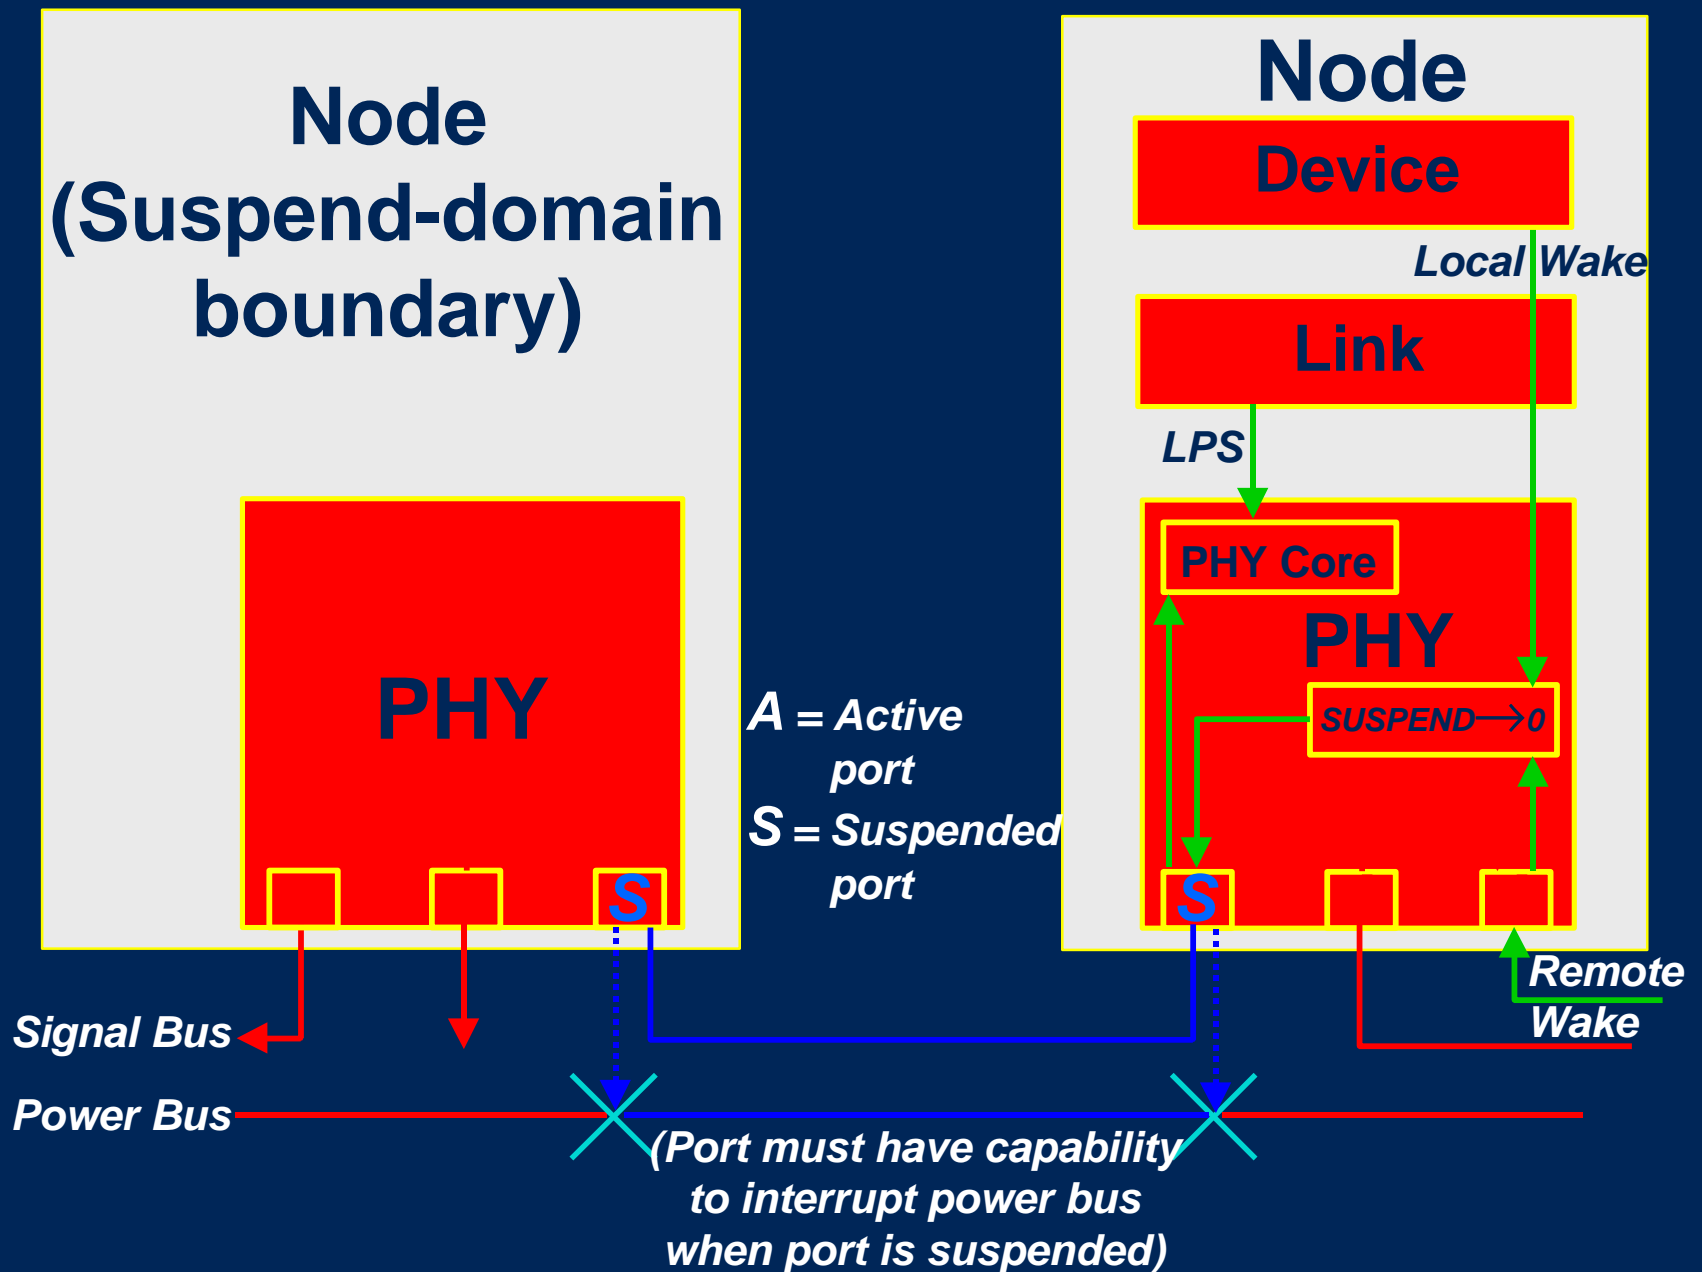 Node
(Suspend-domain
boundary)
PHY
S
A = Active
port
S = Suspended
port
Node
Device
Local Wake
Link
LPS
PHY Core
PHY
SUSPEND→0
S
Remote
Wake
Signal Bus
Power Bus
(Port must have capability
to interrupt power bus
when port is suspended)